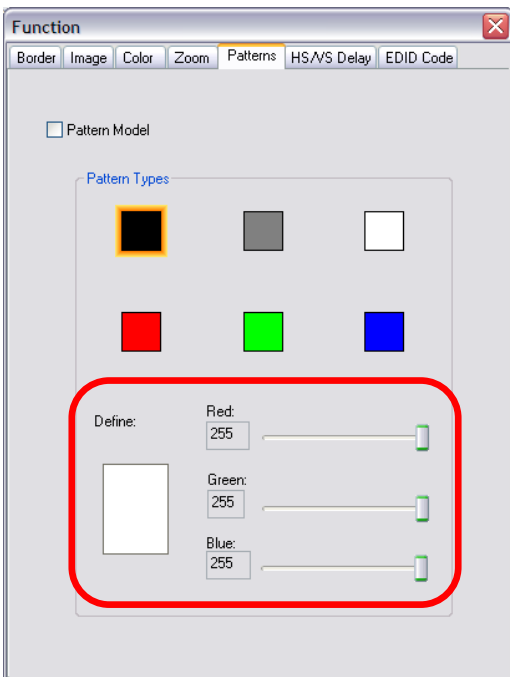 Function
Border Image Color Zoom Patterns HS/VS Delay EDID Code
Pattern Model
Pattern Types
Define:
Red:
255
Green:
255
Blue:
255